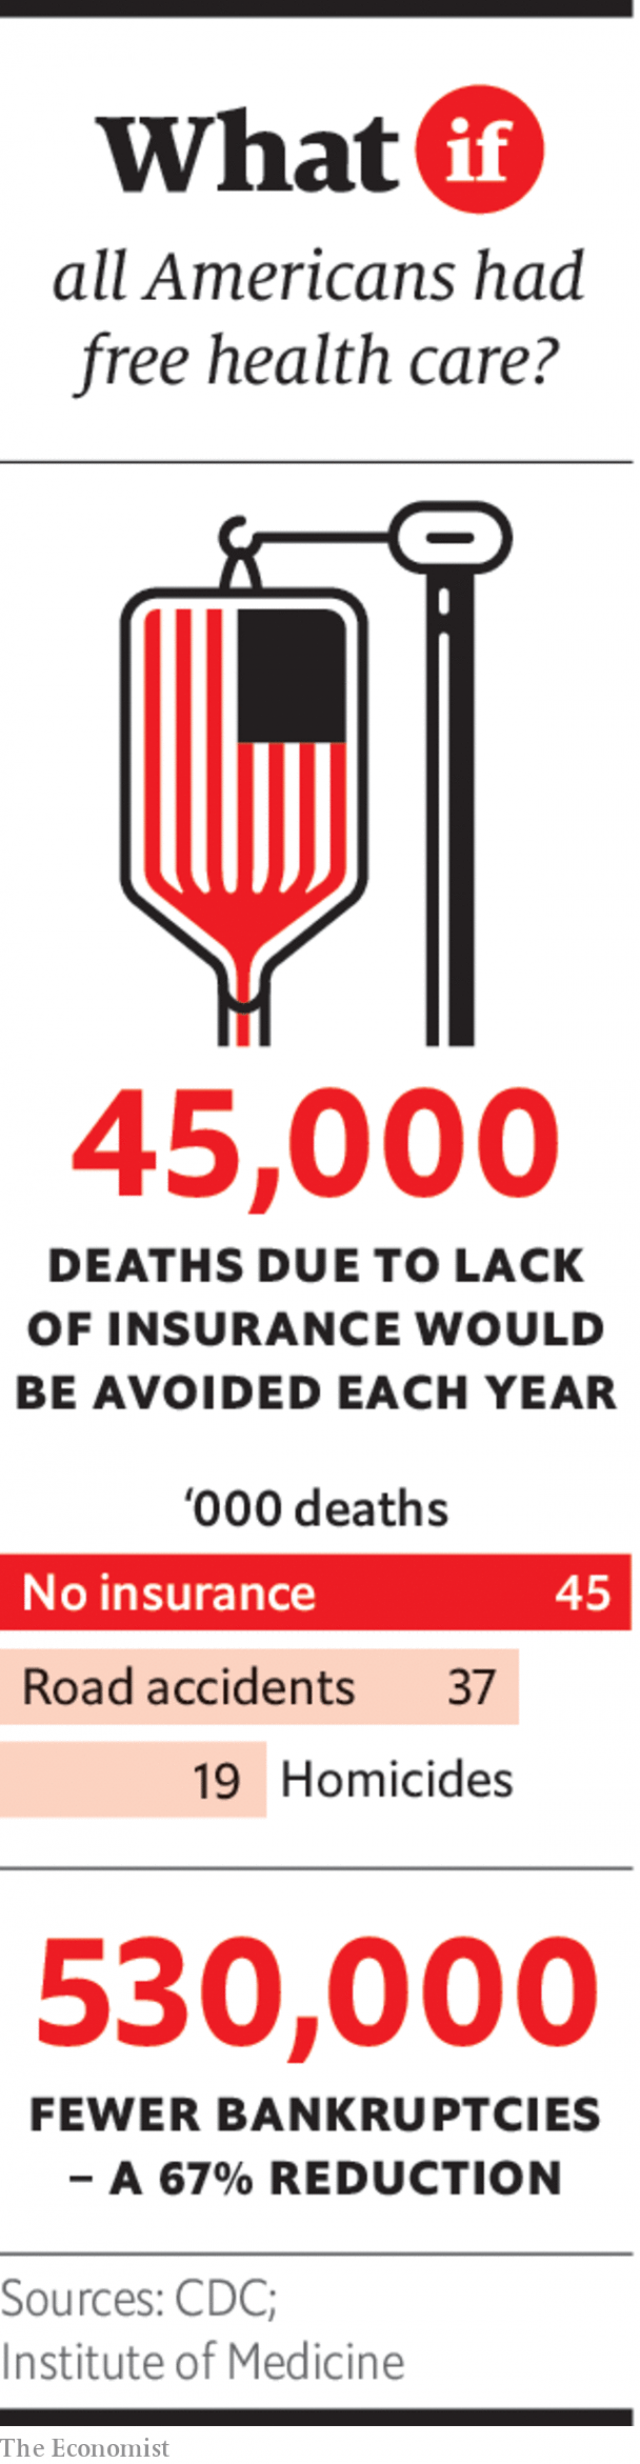 What if
all Americans had
free health care?
45,000
DEATHS DUE TO LACK
OF INSURANCE WOULD
BE AVOIDED EACH YEAR
‘000 deaths
No insurance 45
Road accidents 37
19 Homicides
530,000
FEWER BANKRUPTCIES
– A 67% REDUCTION
Sources: CDC;
Institute of Medicine
The Economist